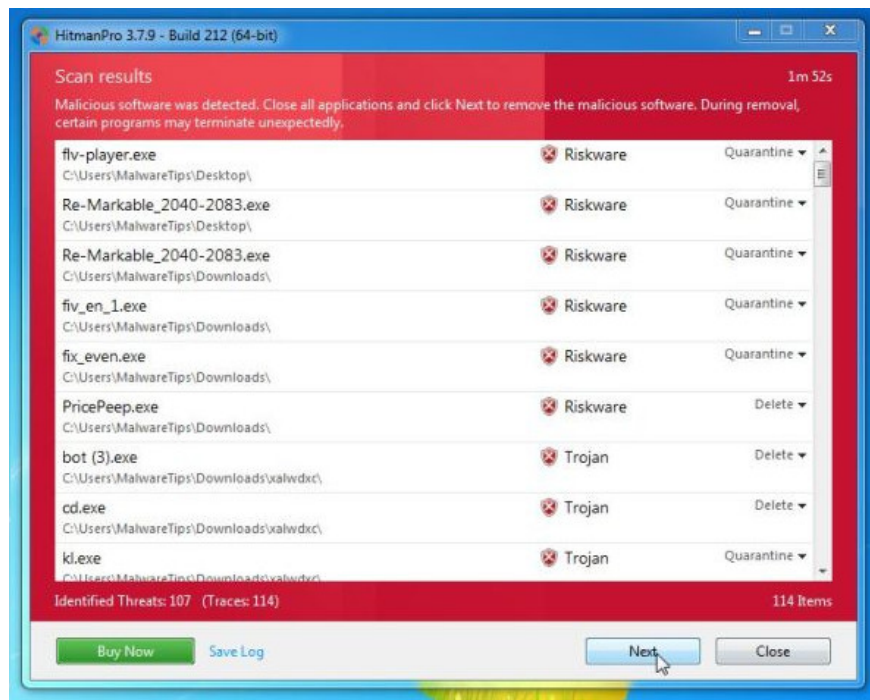 HitmanPro 3.7.9 - Build 212 (64-bit)
Scan results 1m 52s
Malicious software was detected. Close all applications and click Next to remove the malicious software. During removal,
certain programs may terminate unexpectedly.
flv-player.exe Riskware Quarantine
C:\Users\MalwareTips\Desktop\
Re-Markable_2040-2083.exe Riskware Quarantine
C:\Users\MalwareTips\Desktop\
Re-Markable_2040-2083.exe Riskware Quarantine
C:\Users\MalwareTips\Downloads\
fiv_en_1.exe Riskware Quarantine
C:\Users\MalwareTips\Downloads\
fix_even.exe Riskware Quarantine
C:\Users\MalwareTips\Downloads\
PricePeep.exe Riskware Delete
C:\Users\MalwareTips\Downloads\
bot (3).exe Trojan Delete
C:\Users\MalwareTips\Downloads\xalwdxc\
cd.exe Trojan Delete
C:\Users\MalwareTips\Downloads\xalwdxc\
kl.exe Trojan Quarantine
C:\Users\MalwareTips\Downloads\xalwdxc\
Identified Threats: 107 (Traces: 114) 114 Items
Buy Now Save Log Next Close